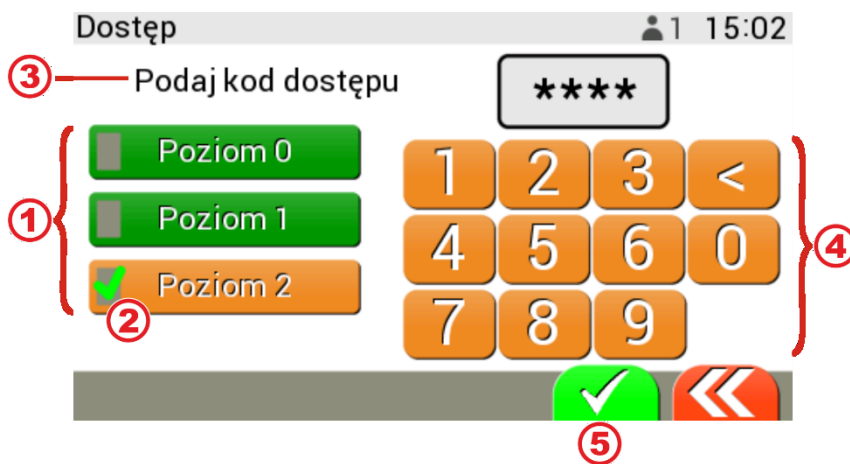 Dostęp 1 15:02
③ Podaj kod dostępu ****
① Poziom 0
Poziom 1
Poziom 2
②
1 2 3 <
4 5 6 0
7 8 9
④
⑤